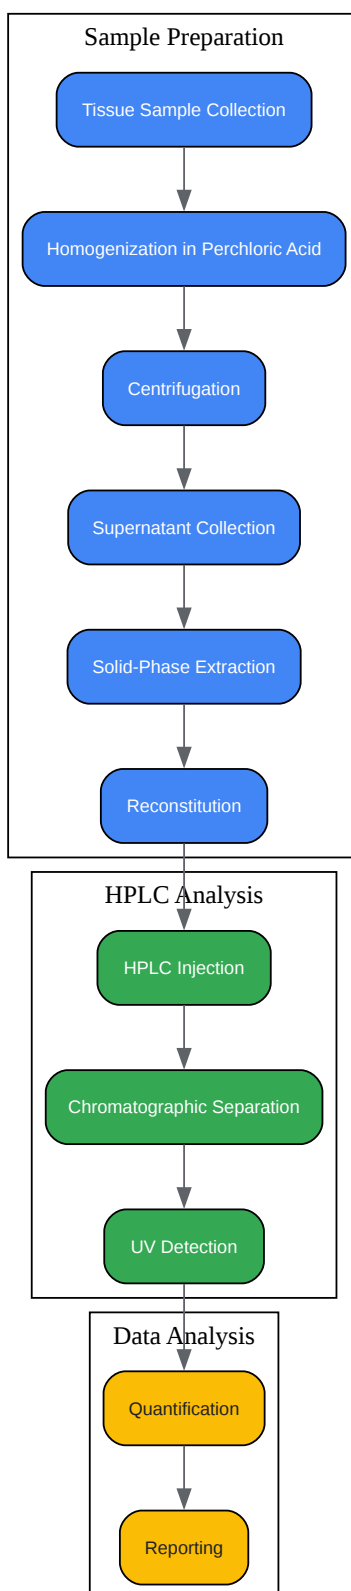 Sample Preparation
Tissue Sample Collection
Homogenization in Perchloric Acid
Centrifugation
Supernatant Collection
Solid-Phase Extraction
Reconstitution
HPLC Analysis
HPLC Injection
Chromatographic Separation
UV Detection
Data Analysis
Quantification
Reporting